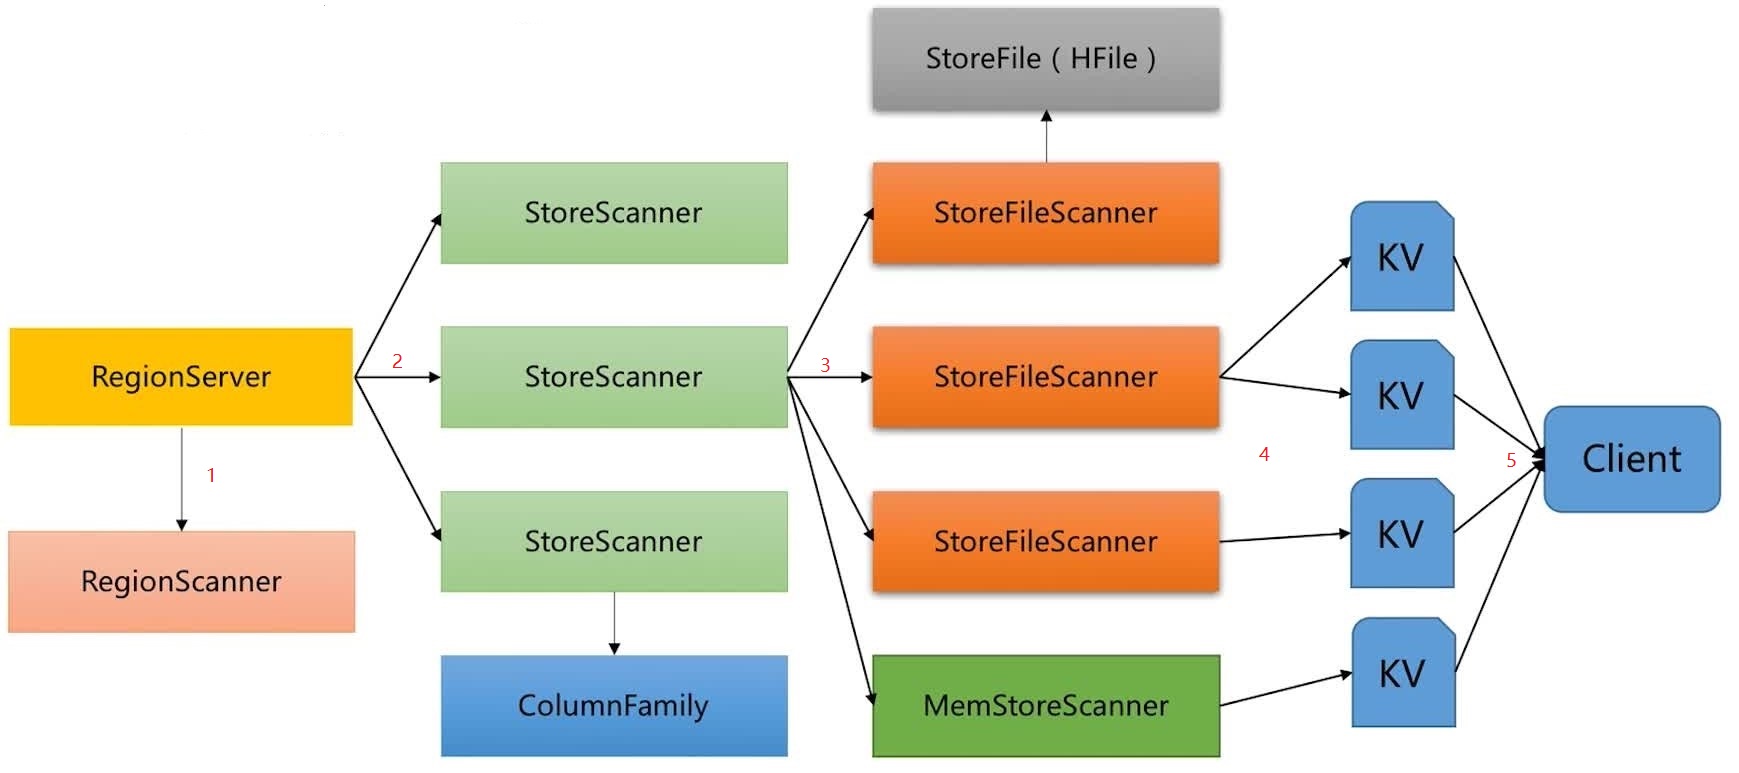 StoreFile ( HFile )
StoreScanner
StoreFileScanner
KV
RegionServer
2
StoreScanner
3
StoreFileScanner
KV
1
4
5
Client
RegionScanner
StoreScanner
StoreFileScanner
KV
ColumnFamily
MemStoreScanner
KV